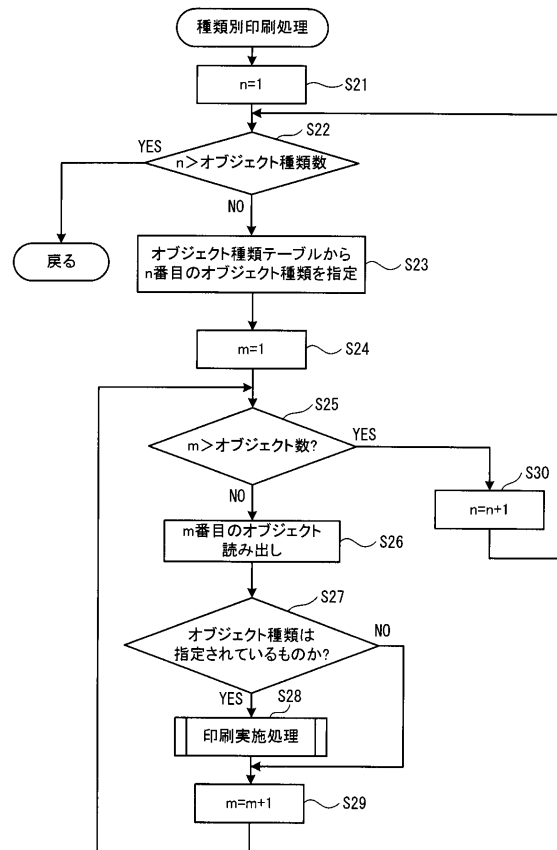 種類別印刷処理
n=1
S21
S22
YES
n＞オブジェクト種類数
NO
戻る
オブジェクト種類テーブルから
n番目のオブジェクト種類を指定
S23
m=1
S24
S25
m＞オブジェクト数?
YES
NO
S30
n=n+1
m番目のオブジェクト
読み出し
S26
S27
オブジェクト種類は
指定されているものか?
NO
YES
S28
印刷実施処理
m=m+1
S29